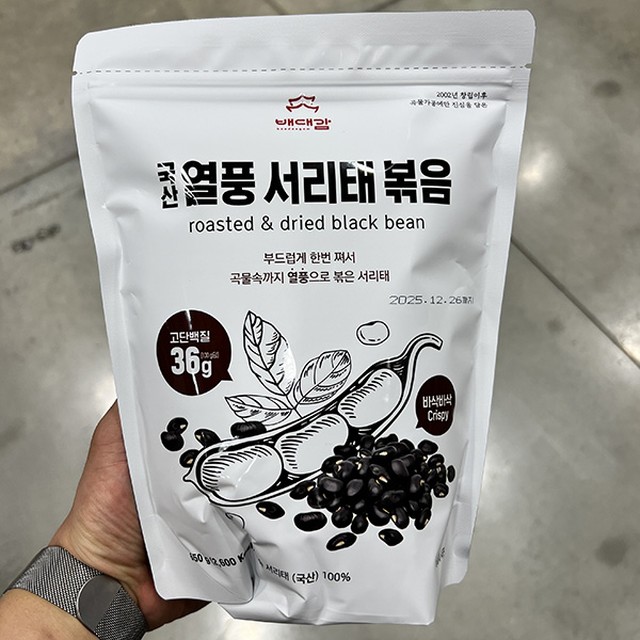 2002년 창립이후
곡물가공에만 진심을 담은
배대감
국산 열풍 서리태 볶음
roasted & dried black bean
부드럽게 한번 쪄서
곡물속까지 열풍으로 볶은 서리태
2025.12.26까지
고단백질
36g
바삭바삭
Crispy
서리태 (국산) 100%